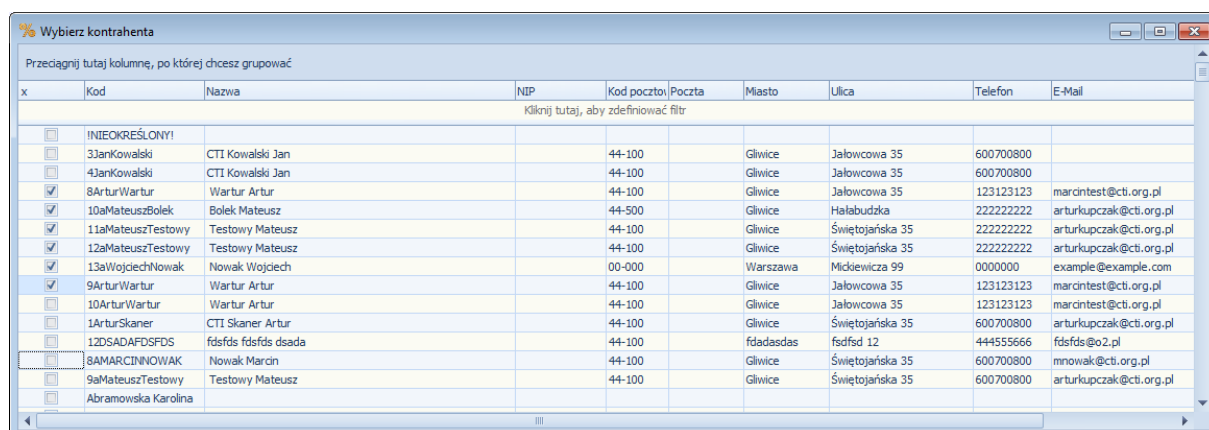 Wybierz kontrahenta
Przeciągnij tutaj kolumnę, po której chcesz grupować
x Kod Nazwa NIP Kod pocztov Poczta Miasto Ulica Telefon E-Mail
Kliknij tutaj, aby zdefiniować filtr
!NIEOKREŚLONY!
3JanKowalski CTI Kowalski Jan 44-100 Gliwice Jałowcowa 35 600700800
4JanKowalski CTI Kowalski Jan 44-100 Gliwice Jałowcowa 35 600700800
8ArturWartur Wartur Artur 44-100 Gliwice Jałowcowa 35 123123123 marcintest@cti.org.pl
10aMateuszBolek Bolek Mateusz 44-500 Gliwice Hałabudzka 222222222 arturkupczak@cti.org.pl
11aMateuszTestowy Testowy Mateusz 44-100 Gliwice Świętojańska 35 222222222 arturkupczak@cti.org.pl
12aMateuszTestowy Testowy Mateusz 44-100 Gliwice Świętojańska 35 222222222 arturkupczak@cti.org.pl
13aWojciechNowak Nowak Wojciech 00-000 Warszawa Mickiewicza 99 0000000 example@example.com
9ArturWartur Wartur Artur 44-100 Gliwice Jałowcowa 35 123123123 marcintest@cti.org.pl
10ArturWartur Wartur Artur 44-100 Gliwice Jałowcowa 35 123123123 marcintest@cti.org.pl
1ArturSkaner CTI Skaner Artur 44-100 Gliwice Świętojańska 35 600700800 arturkupczak@cti.org.pl
12DSADAFDSFDS fdsfds fdsfds dsada 44-100 fdadasdas fsdfsd 12 444555666 fdsfds@o2.pl
8AMARCINNOWAK Nowak Marcin 44-100 Gliwice Świętojańska 35 600700800 mnowak@cti.org.pl
9aMateuszTestowy Testowy Mateusz 44-100 Gliwice Świętojańska 35 600700800 arturkupczak@cti.org.pl
Abramowska Karolina